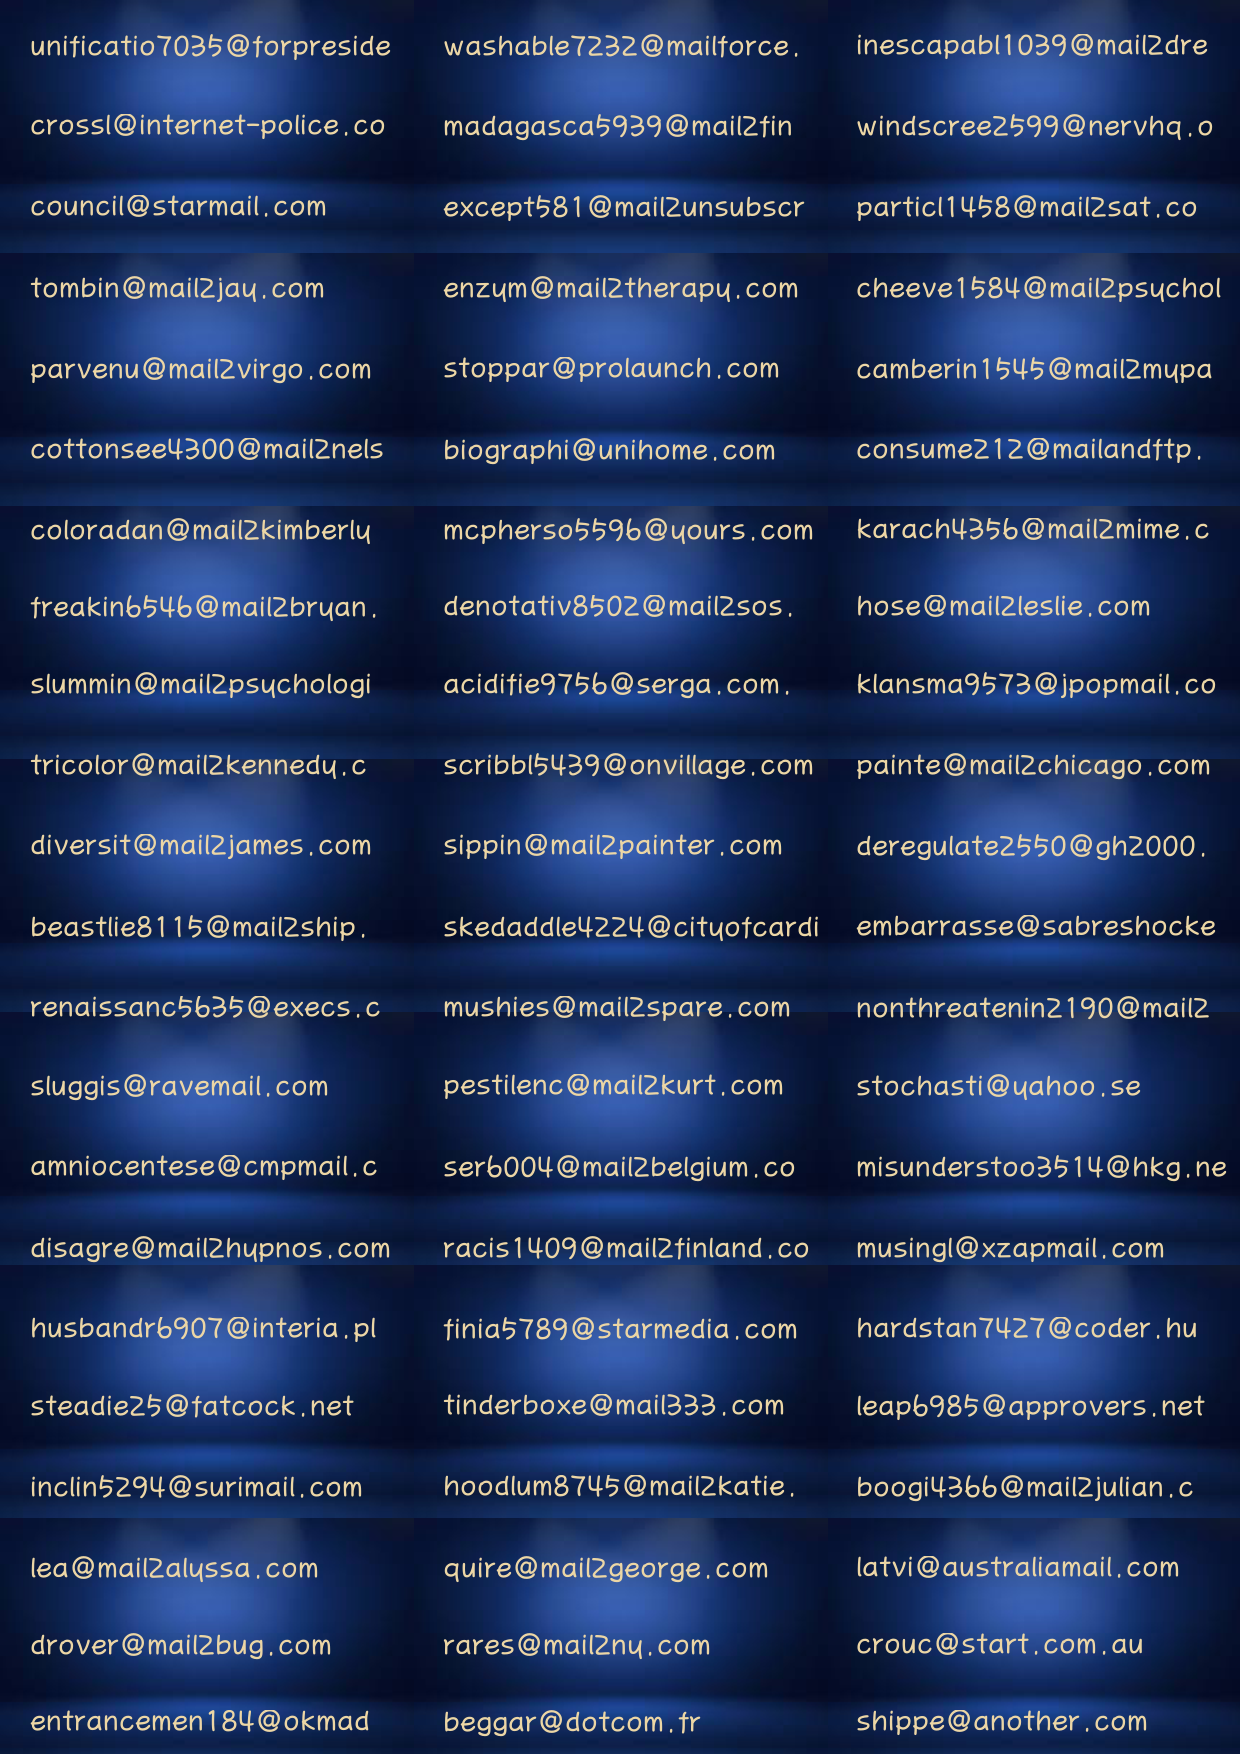 unificatio7035@forpreside washable7232@mailforce. inescapabl1039@mail2dre
crossl@internet-police.co madagasca5939@mail2fin windscree2599@nervhq.o
council@starmail.com except581@mail2unsubscr particl1458@mail2sat.co
tombin@mail2jay.com enzym@mail2therapy.com cheeve1584@mail2psychol
parvenu@mail2virgo.com stoppar@prolaunch.com camberin1545@mail2mypa
cottonsee4300@mail2nels biographi@unihome.com consume212@mailandftp.
coloradan@mail2kimberly mcpherso5596@yours.com karach4356@mail2mime.c
freakin6546@mail2bryan. denotativ8502@mail2sos. hose@mail2leslie.com
slummin@mail2psychologi acidifie9756@serga.com. klansma9573@jpopmail.co
tricolor@mail2kennedy.c scribbl5439@onvillage.com painte@mail2chicago.com
diversit@mail2james.com sippin@mail2painter.com deregulate2550@gh2000.
beastlie8115@mail2ship. skedaddle4224@cityofcardi embarrasse@sabreshocke
renaissanc5635@execs.c mushies@mail2spare.com nonthreatenin2190@mail2
sluggis@ravemail.com pestilenc@mail2kurt.com stochasti@yahoo.se
amniocentese@cmpmail.c ser6004@mail2belgium.co misunderstoo3514@hkg.ne
disagre@mail2hypnos.com racis1409@mail2finland.co musingl@xzapmail.com
husbandr6907@interia.pl finia5789@starmedia.com hardstan7427@coder.hu
steadie25@fatcock.net tinderboxe@mail333.com leap6985@approvers.net
inclin5294@surimail.com hoodlum8745@mail2katie. boogi4366@mail2julian.c
lea@mail2alyssa.com quire@mail2george.com latvi@australiamail.com
drover@mail2bug.com rares@mail2ny.com crouc@start.com.au
entrancemen184@okmad beggar@dotcom.fr shippe@another.com